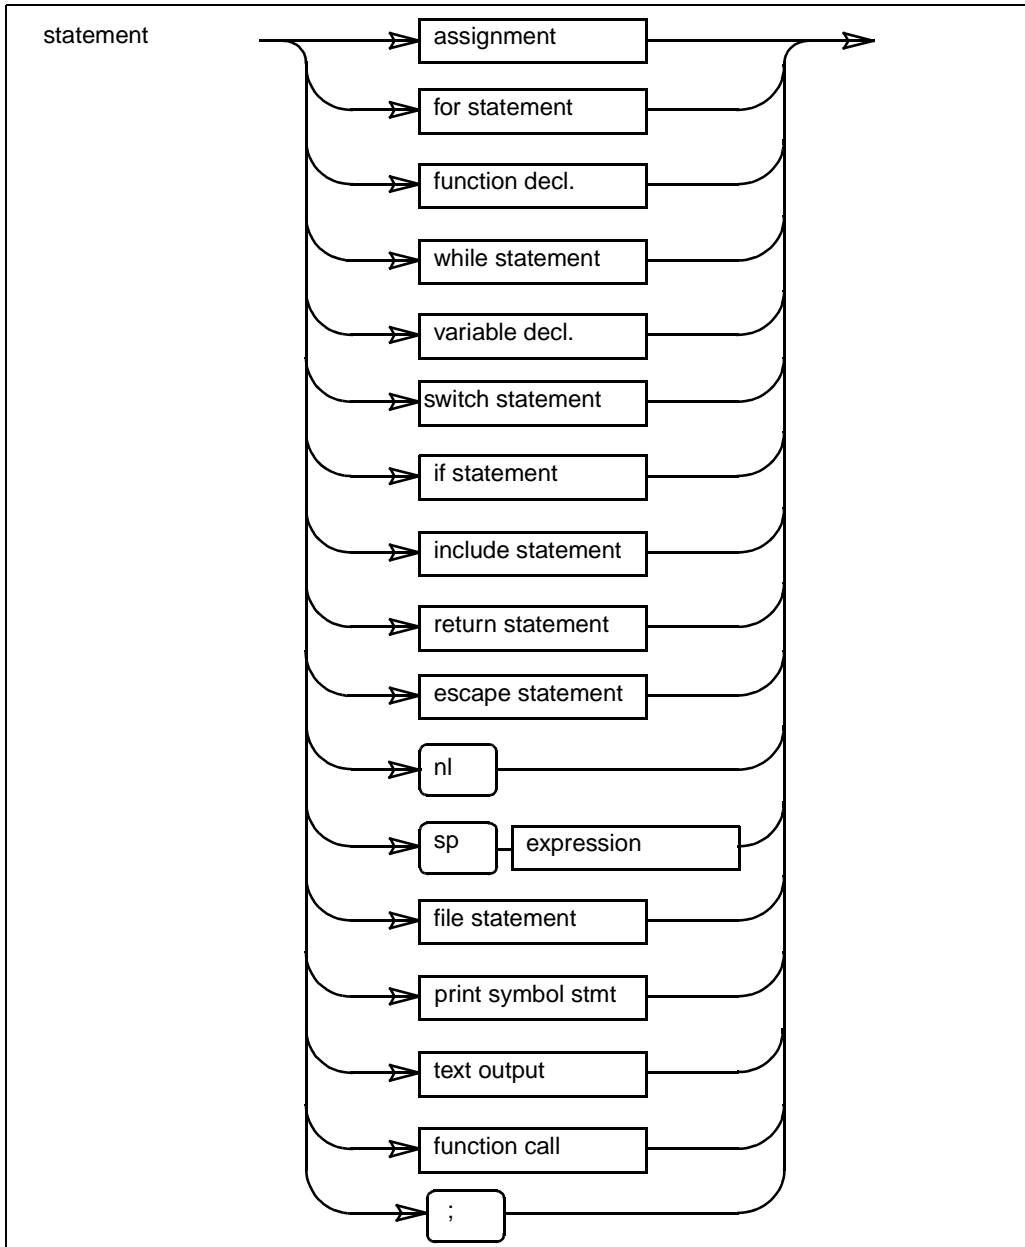 statement
assignment
for statement
function decl.
while statement
variable decl.
switch statement
if statement
include statement
return statement
escape statement
nl
sp expression
file statement
print symbol stmt
text output
function call
;